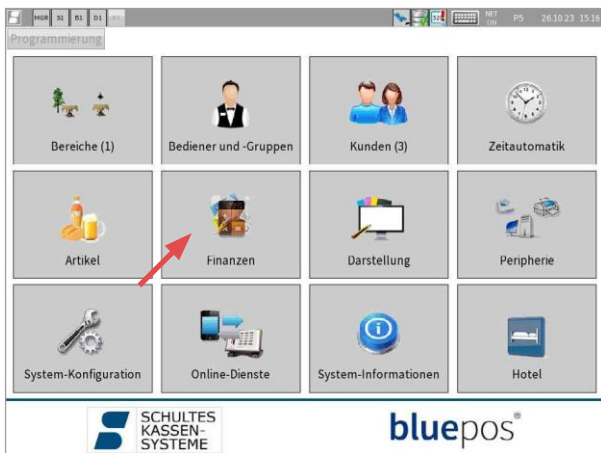 MGR S1 B1 D1 NET ON P5 26.10.23 15:16
Programmierung
Bereiche (1) Bediener und -Gruppen Kunden (3) Zeitautomatik
Artikel Finanzen Darstellung Peripherie
System-Konfiguration Online-Dienste System-Informationen Hotel
SCHULTES
KASSEN-
SYSTEME
bluepos®